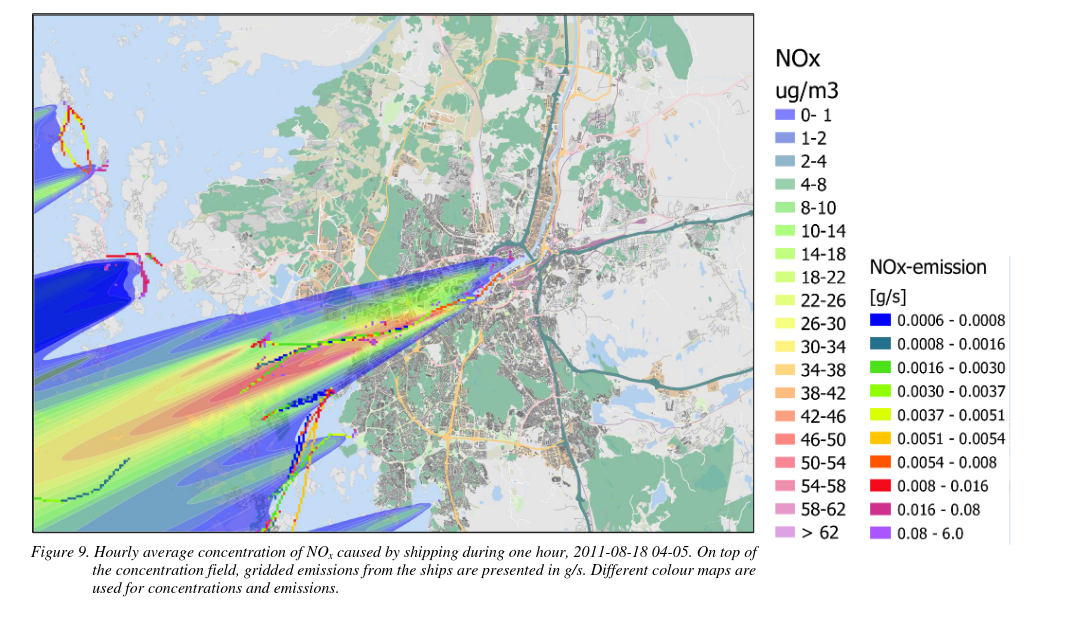 NOx
ug/m3
0- 1
1-2
2-4
4-8
8-10
10-14
14-18
18-22
22-26
26-30
30-34
34-38
38-42
42-46
46-50
50-54
54-58
58-62
> 62
NOx-emission
[g/s]
0.0006 - 0.0008
0.0008 - 0.0016
0.0016 - 0.0030
0.0030 - 0.0037
0.0037 - 0.0051
0.0051 - 0.0054
0.0054 - 0.008
0.008 - 0.016
0.016 - 0.08
0.08 - 6.0
Figure 9. Hourly average concentration of NOx caused by shipping during one hour, 2011-08-18 04-05. On top of
the concentration field, gridded emissions from the ships are presented in g/s. Different colour maps are
used for concentrations and emissions.